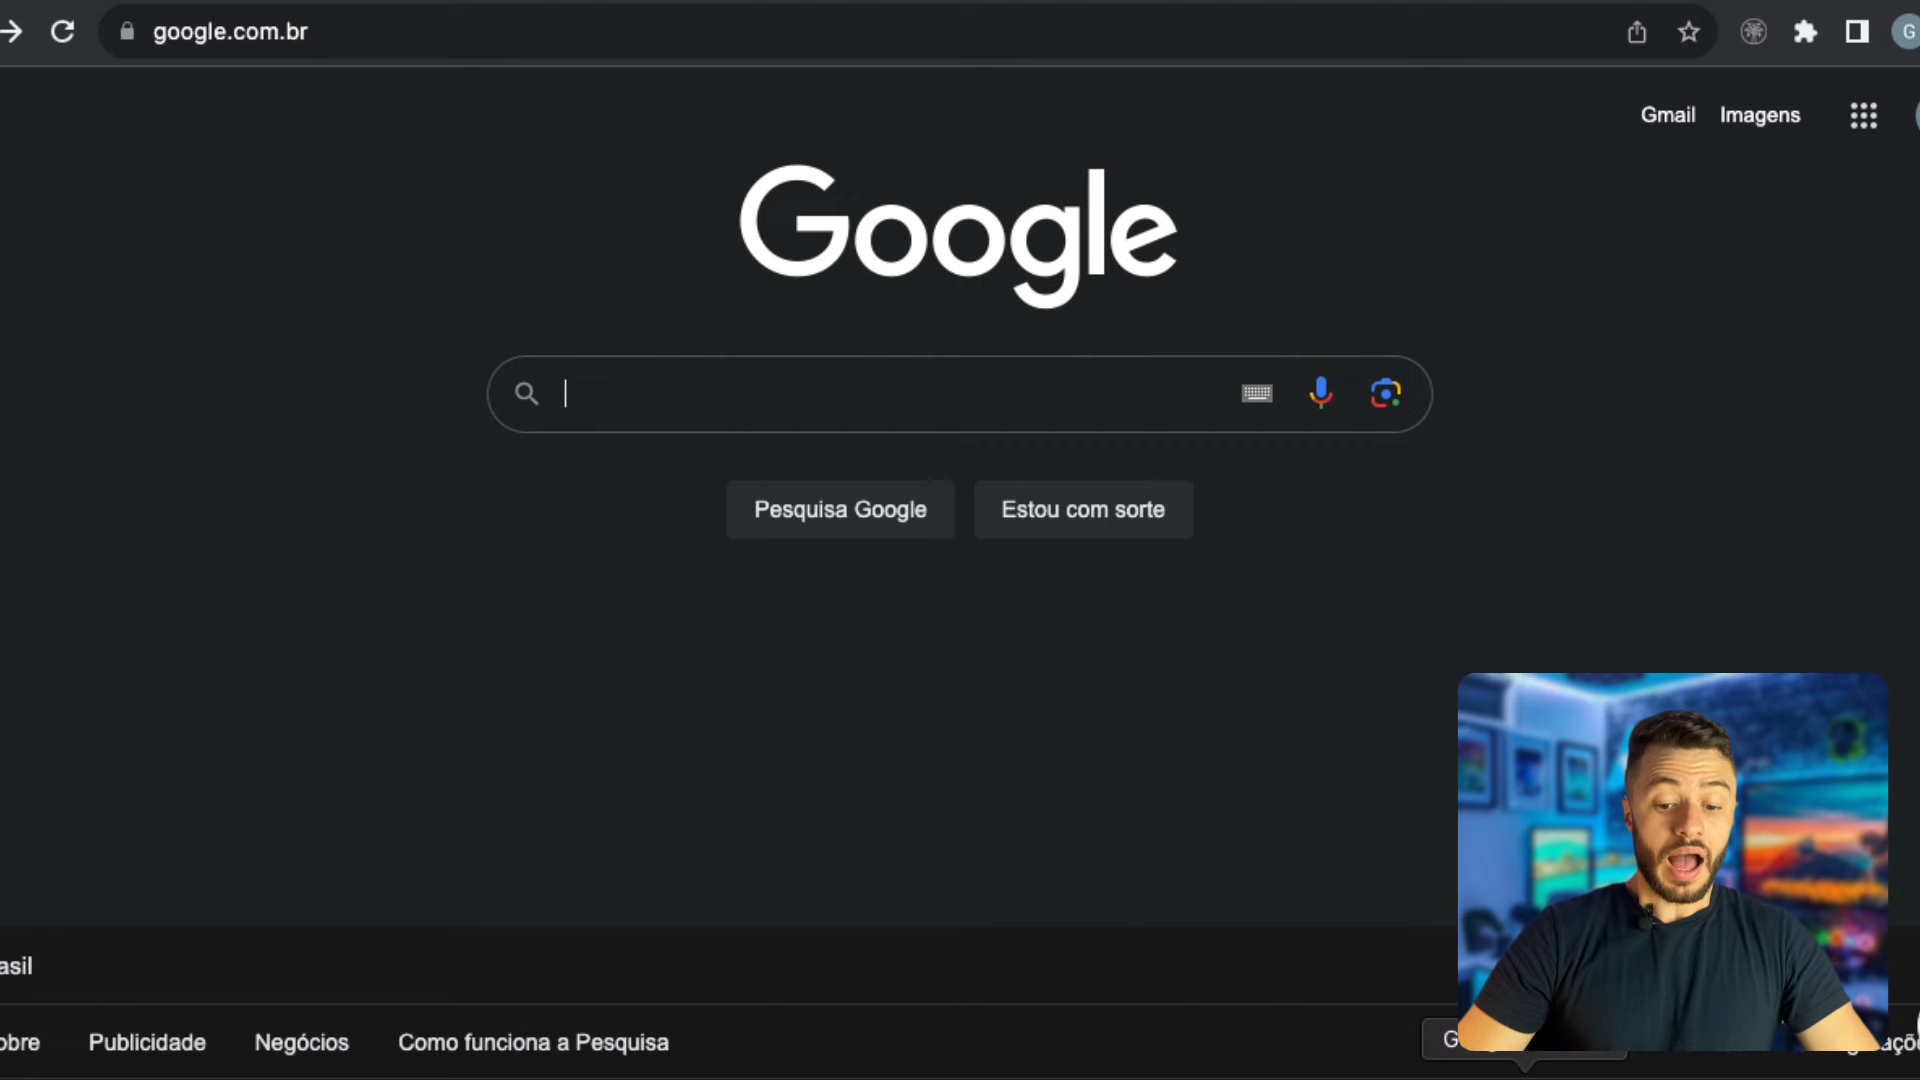 google.com.br
G
Gmail Imagens
Google
Pesquisa Google Estou com sorte
asil
obre Publicidade Negócios Como funciona a Pesquisa